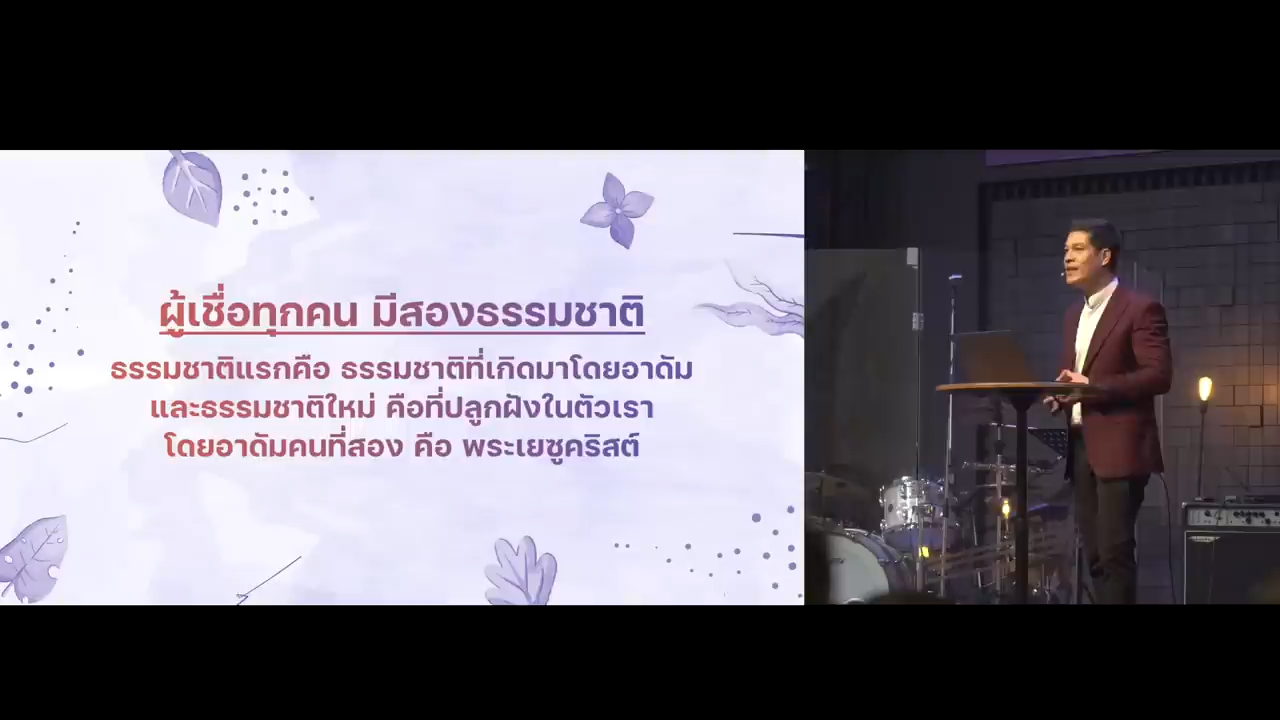 ผู้เชื่อทุกคน มีสองธรรมชาติ
ธรรมชาติแรกคือ ธรรมชาติที่เกิดมาโดยอาดัม
และธรรมชาติใหม่ คือที่ปลูกฝังในตัวเรา
โดยอาดัมคนที่สอง คือ พระเยซูคริสต์